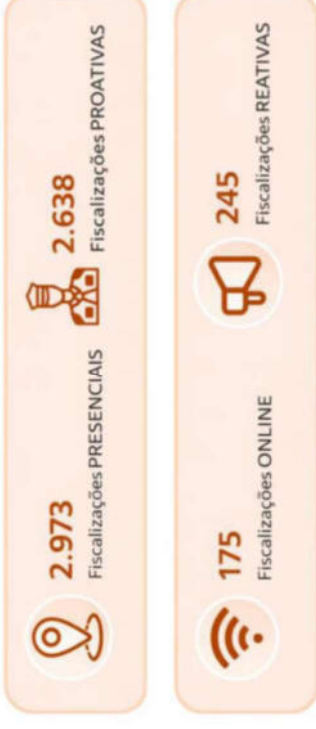 2.973
Fiscalizações PRESENCIAIS
2.638
Fiscalizações PROATIVAS
175
Fiscalizações ONLINE
245
Fiscalizações REATIVAS